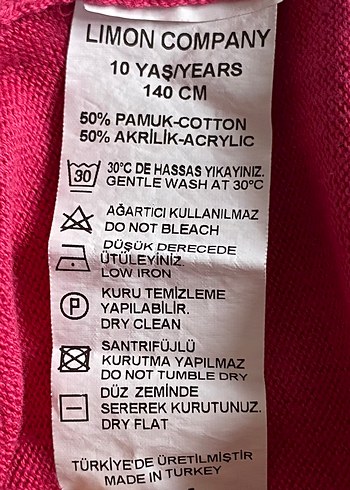 LIMON COMPANY
10 YAŞ/YEARS
140 CM
50% PAMUK-COTTON
50% AKRİLİK-ACRYLIC
30
30°C DE HASSAS YIKAYINIZ.
GENTLE WASH AT 30°C
AĞARTICI KULLANILMAZ
DO NOT BLEACH
DÜŞÜK DERECEDE
ÜTÜLEYİNİZ.
LOW IRON
P
KURU TEMİZLEME
YAPILABİLİR.
DRY CLEAN
SANTRİFÜJLÜ
KURUTMA YAPILMAZ
DO NOT TUMBLE DRY
DÜZ ZEMİNDE
SEREREK KURUTUNUZ.
DRY FLAT
TÜRKİYE'DE ÜRETİLMİŞTİR
MADE IN TURKEY